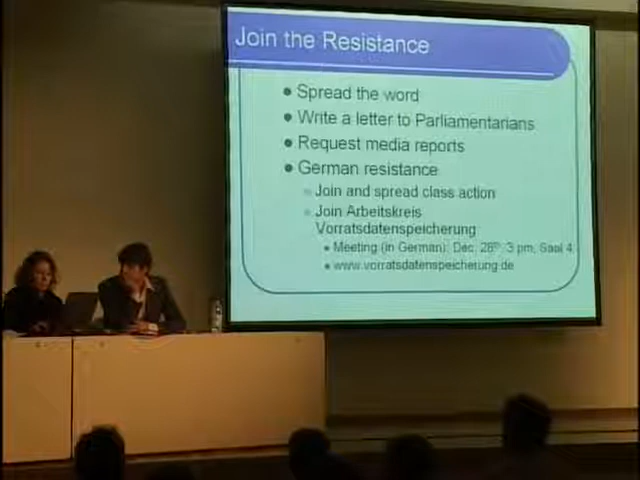 Join the Resistance
Spread the word
Write a letter to Parliamentarians
Request media reports
German resistance
Join and spread class action
Join Arbeitskreis
Vorratsdatenspeicherung
Meeting (in German): Dec. 28th, 3 pm, Saal 4
www.vorratsdatenspeicherung.de